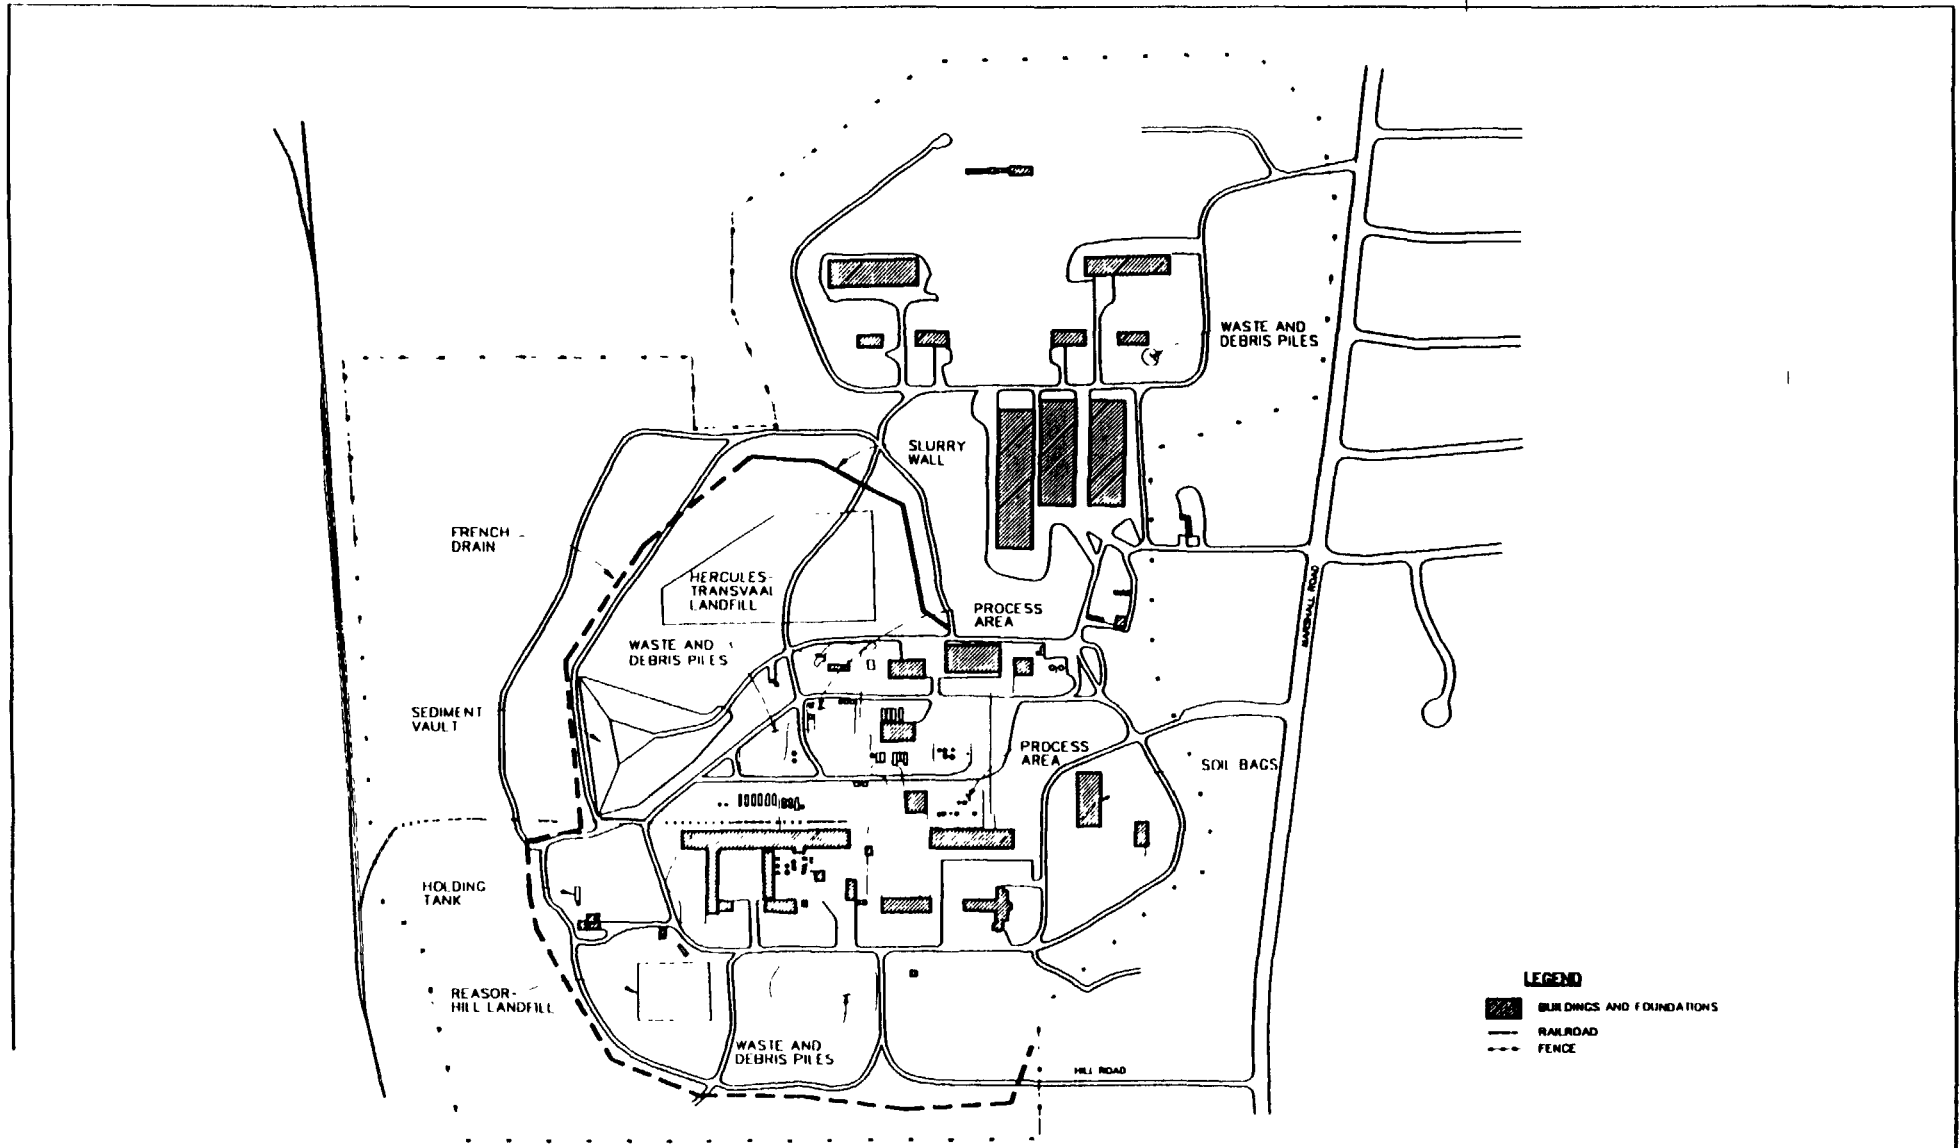 WASTE AND
DEBRIS PILES
SLURRY
WALL
FRENCH
DRAIN
HERCULES-
TRANSVAAL
LANDFILL
PROCESS
AREA
MARSHALL ROAD
WASTE AND
DEBRIS PILES
SEDIMENT
VAULT
PROCESS
AREA
SOIL BAGS
HOLDING
TANK
REASOR-
HILL LANDFILL
WASTE AND
DEBRIS PILES
HILL ROAD
LEGEND
BUILDINGS AND FOUNDATIONS
RAILROAD
FENCE